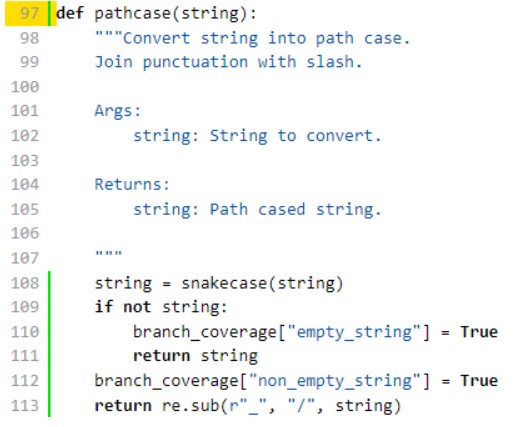 97 def pathcase(string):
98     """Convert string into path case.
99     Join punctuation with slash.
100
101     Args:
102         string: String to convert.
103
104     Returns:
105         string: Path cased string.
106
107     """
108     string = snakecase(string)
109     if not string:
110         branch_coverage["empty_string"] = True
111         return string
112     branch_coverage["non_empty_string"] = True
113     return re.sub(r"_", "/", string)